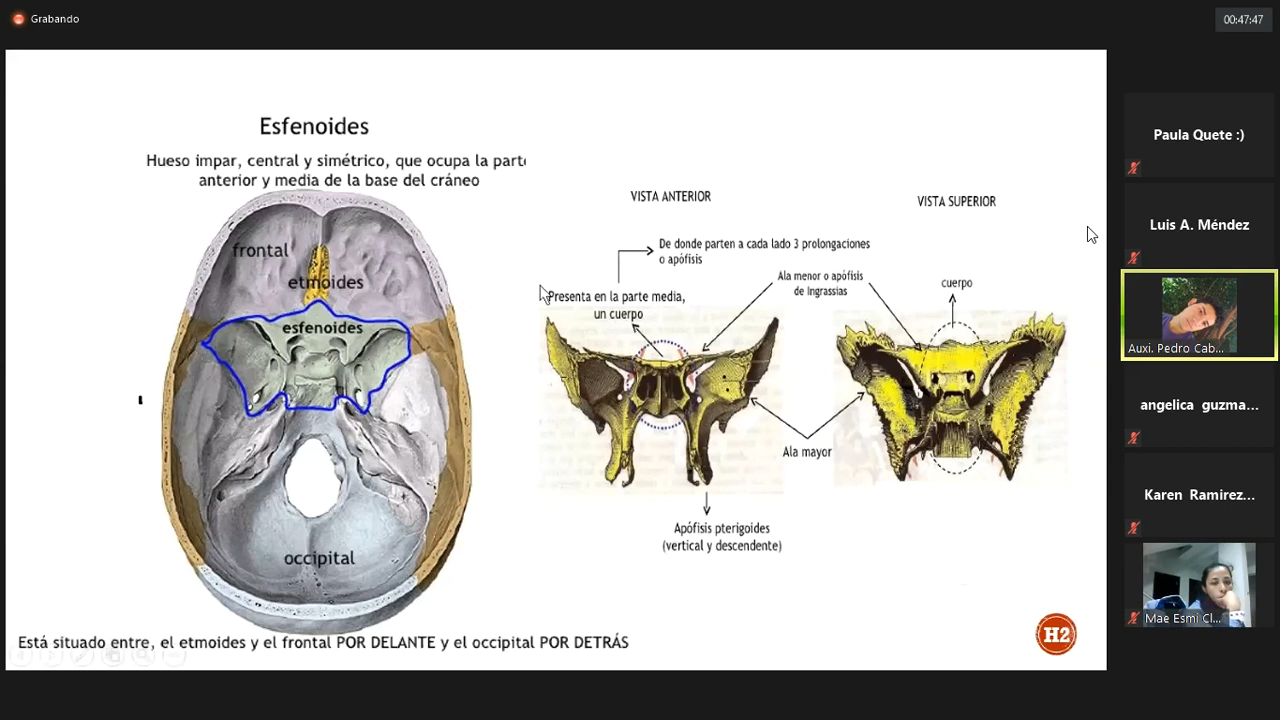 Grabando
00:47:47
Esfenoides
Hueso impar, central y simétrico, que ocupa la parte
anterior y media de la base del cráneo
frontal
etmoides
esfenoides
occipital
Está situado entre, el etmoides y el frontal POR DELANTE y el occipital POR DETRÁS
VISTA ANTERIOR
De donde parten a cada lado 3 prolongaciones
o apófisis
Presenta en la parte media,
un cuerpo
Ala menor o apófisis
de Ingrassias
Ala mayor
Apófisis pterigoides
(vertical y descendente)
VISTA SUPERIOR
cuerpo
H2
Paula Quete :)
Luis A. Méndez
Auxi. Pedro Cab...
angelica guzma...
Karen Ramirez...
Mae Esmi Cl...